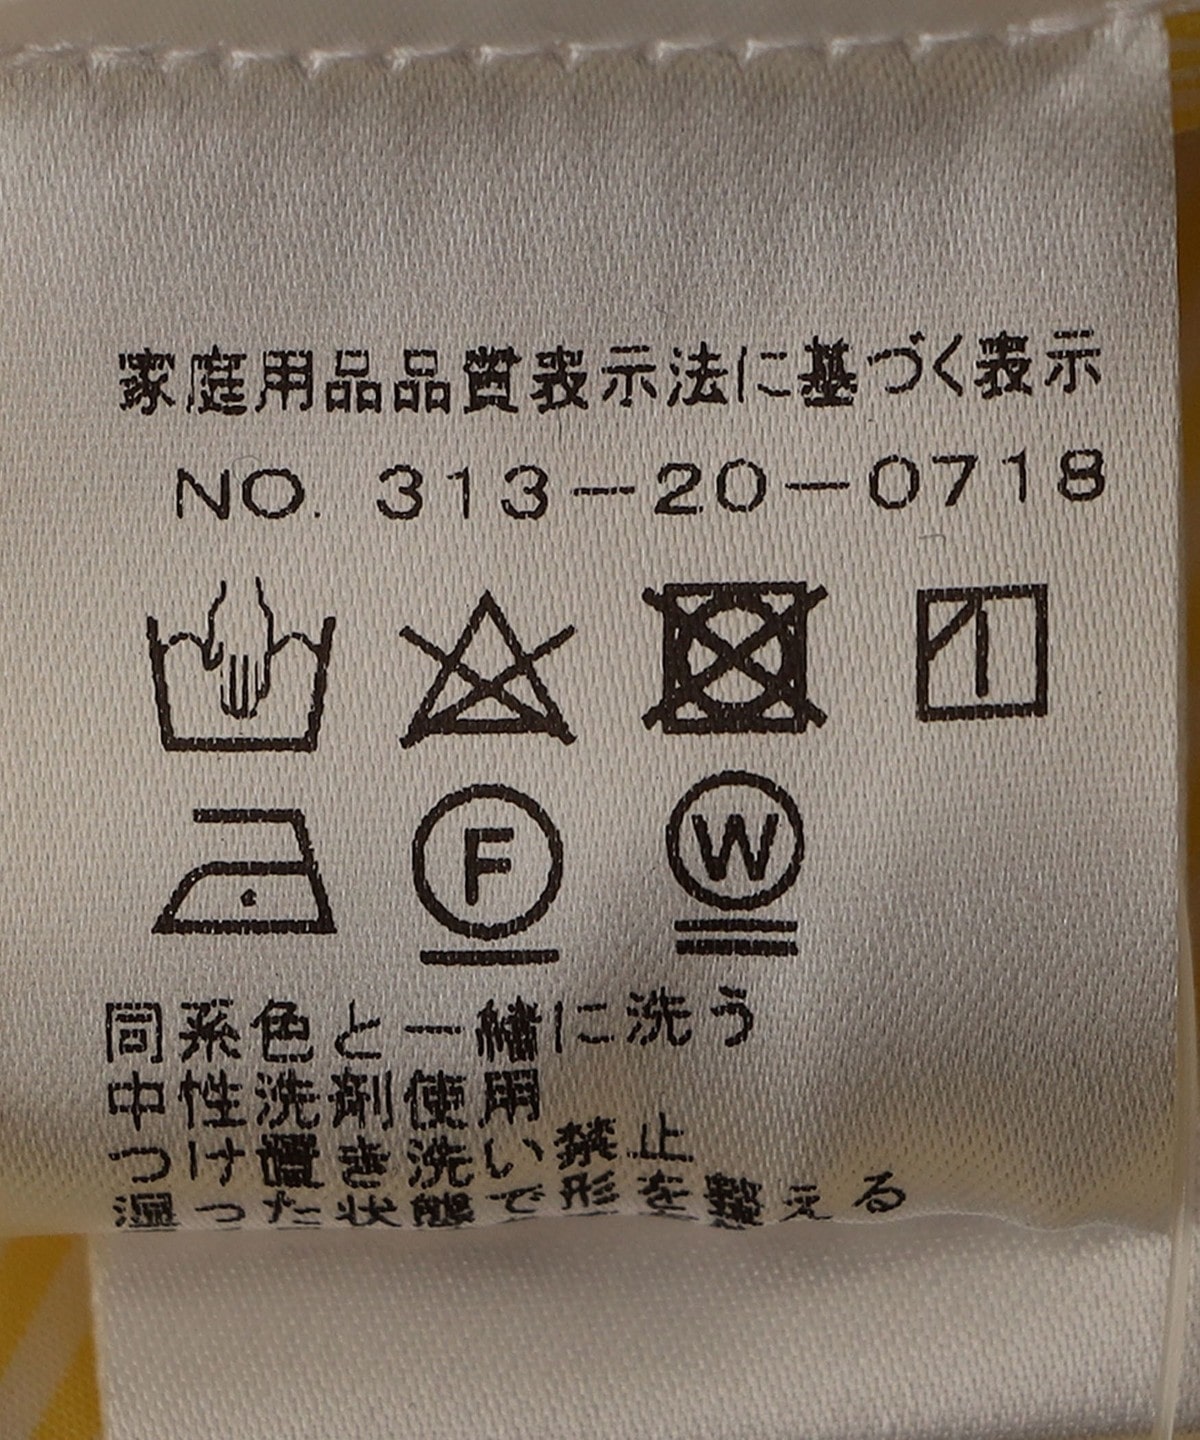 家庭用品品質表示法に基づく表示
NO. 313-20-0718
F
W
同系色と一緒に洗う
中性洗剤使用
つけ置き洗い禁止
湿った状態で形を整える